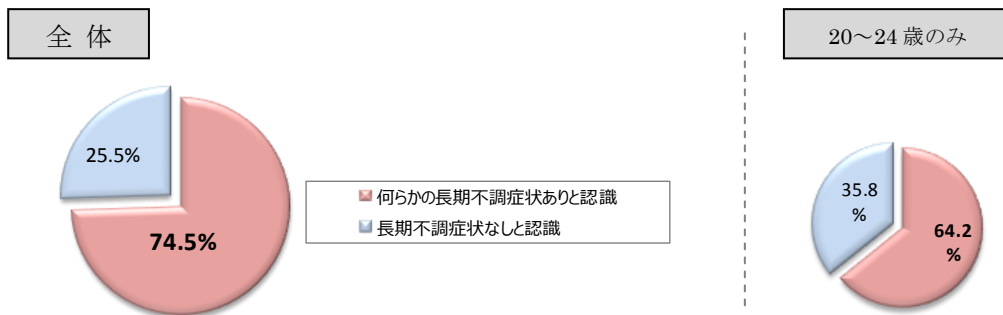 全 体
20～24 歳のみ
25.5%
74.5%
何らかの長期不調症状ありと認識
長期不調症状なしと認識
35.8
%
64.2
%